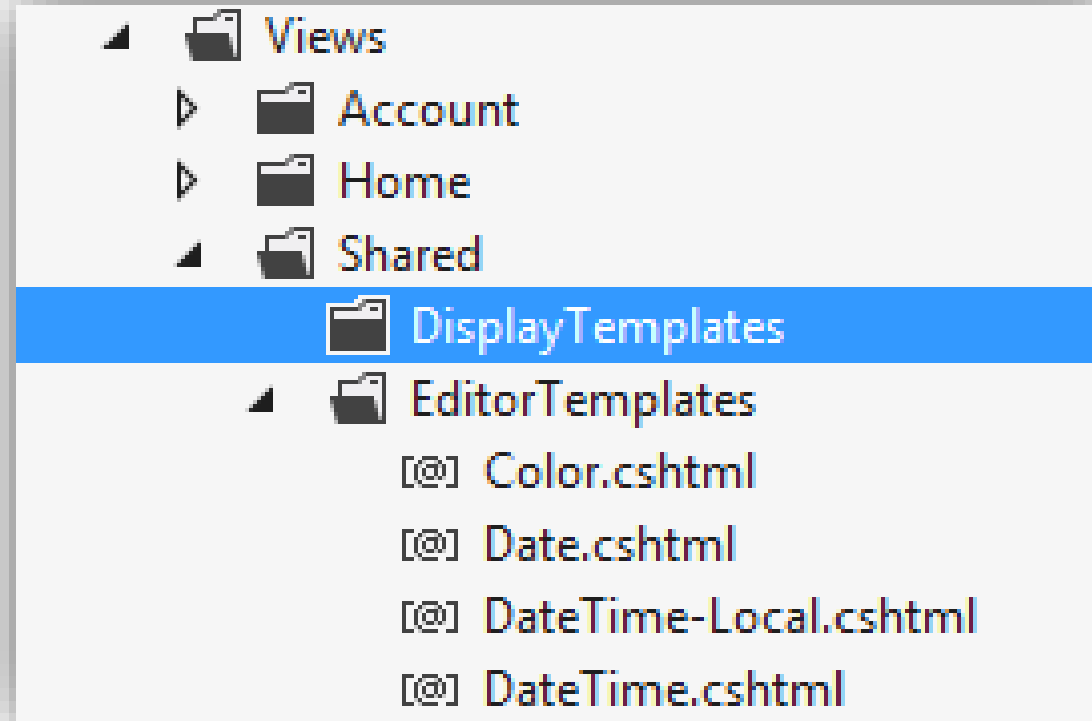 Views
Account
Home
Shared
DisplayTemplates
EditorTemplates
[@] Color.cshtml
[@] Date.cshtml
[@] DateTime-Local.cshtml
[@] DateTime.cshtml